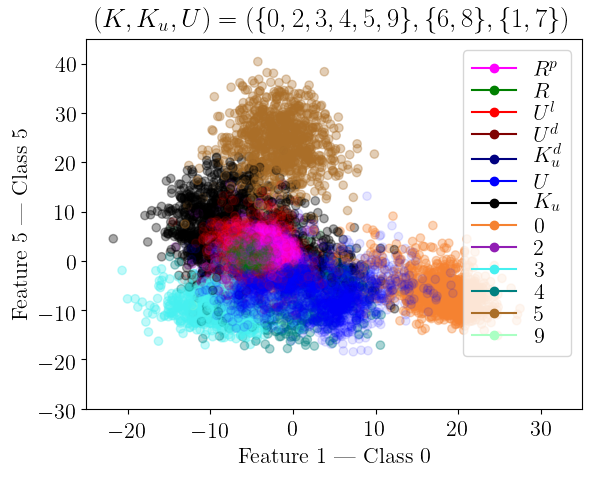 (K, K_u, U) = ({0, 2, 3, 4, 5, 9}, {6, 8}, {1, 7})
Feature 5 — Class 5
40
30
20
10
0
−10
−20
−30
−20
−10
0
10
20
30
Feature 1 — Class 0
R^p
R
U^l
U^d
K_u^d
U
K_u
0
2
3
4
5
9